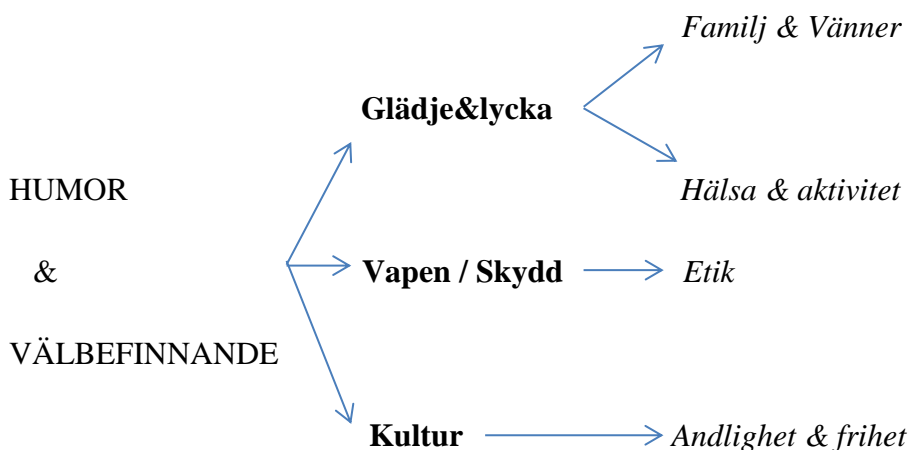 Familj & Vänner
Glädje&lycka
HUMOR
Hälsa & aktivitet
&
Vapen / Skydd
Etik
VÄLBEFINNANDE
Kultur
Andlighet & frihet